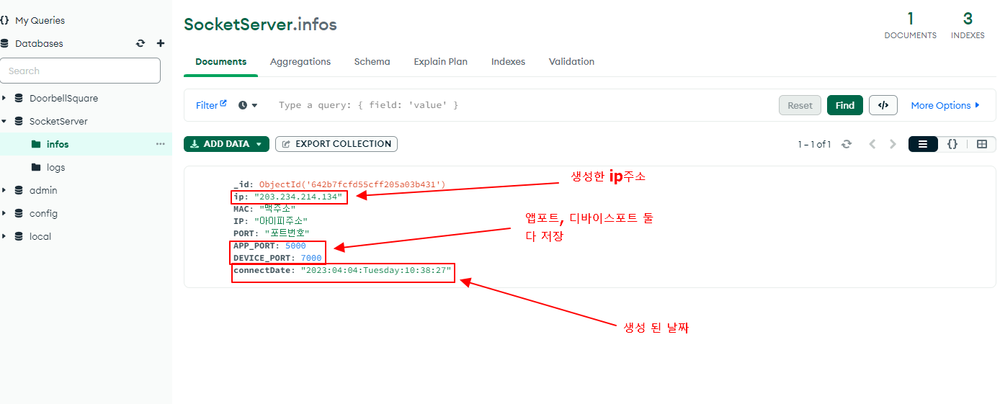 My Queries
Databases
Search
DoorbellSquare
SocketServer
infos
logs
admin
config
local
SocketServer.infos
1
DOCUMENTS
3
INDEXES
Documents
Aggregations
Schema
Explain Plan
Indexes
Validation
Filter
Type a query: { field: 'value' }
Reset
Find
</>
More Options
ADD DATA
EXPORT COLLECTION
1 – 1 of 1
{}
_id: ObjectId('642b7fcfd55cff205a03b431')
ip: "203.234.214.134"
MAC: "맥주소"
IP: "아이피주소"
PORT: "포트번호"
APP_PORT: 5000
DEVICE_PORT: 7000
connectDate: "2023:04:04:Tuesday:10:38:27"
생성한 ip주소
앱포트, 디바이스포트 둘
다 저장
생성 된 날짜